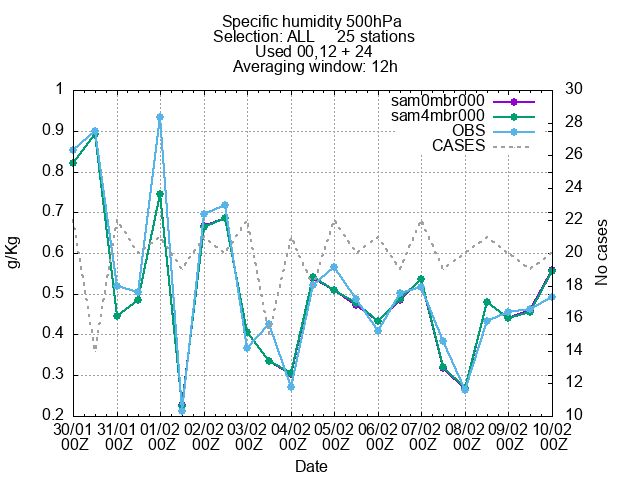 Specific humidity 500hPa
Selection: ALL 25 stations
Used 00,12 + 24
Averaging window: 12h
sam0mbr000
sam4mbr000
OBS
CASES
1
0.9
0.8
0.7
0.6
0.5
0.4
0.3
0.2
g/Kg
30
28
26
24
22
20
18
16
14
12
10
No cases
30/01 31/01 01/02 02/02 03/02 04/02 05/02 06/02 07/02 08/02 09/02 10/02
00Z 00Z 00Z 00Z 00Z 00Z 00Z 00Z 00Z 00Z 00Z 00Z
Date